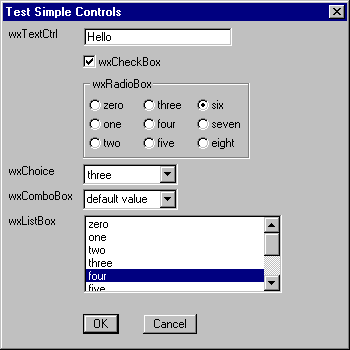 Test Simple Controls
wxTextCtrl Hello
wxCheckBox
wxRadioBox
zero three six
one four seven
two five eight
wxChoice three
wxComboBox default value
wxListBox zero
one
two
three
four
five
OK Cancel